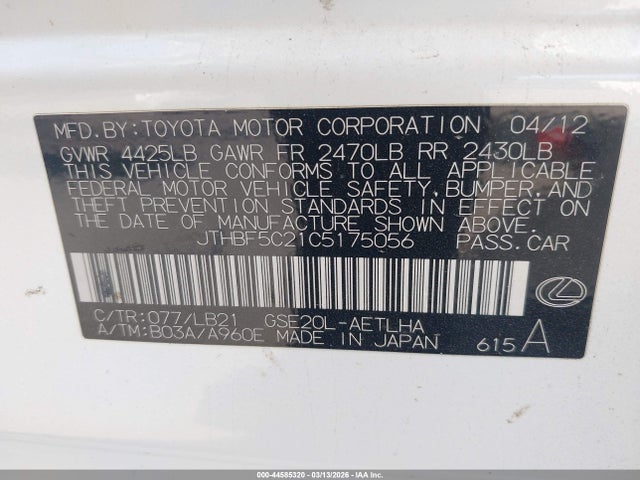 MFD.BY:TOYOTA MOTOR CORPORATION 04/12
GVWR 4425LB GAWR FR 2470LB RR 2430LB
THIS VEHICLE CONFORMS TO ALL APPLICABLE
FEDERAL MOTOR VEHICLE SAFETY, BUMPER, AND
THEFT PREVENTION STANDARDS IN EFFECT ON
THE DATE OF MANUFACTURE SHOWN ABOVE.
JTHBF5C21C5175056 PASS.CAR
C/TR:077/LB21 GSE20L-AETLHA
A/TM:B03A/A960E MADE IN JAPAN 615 A
000-44585320 - 03/13/2026 - IAAI, Inc.